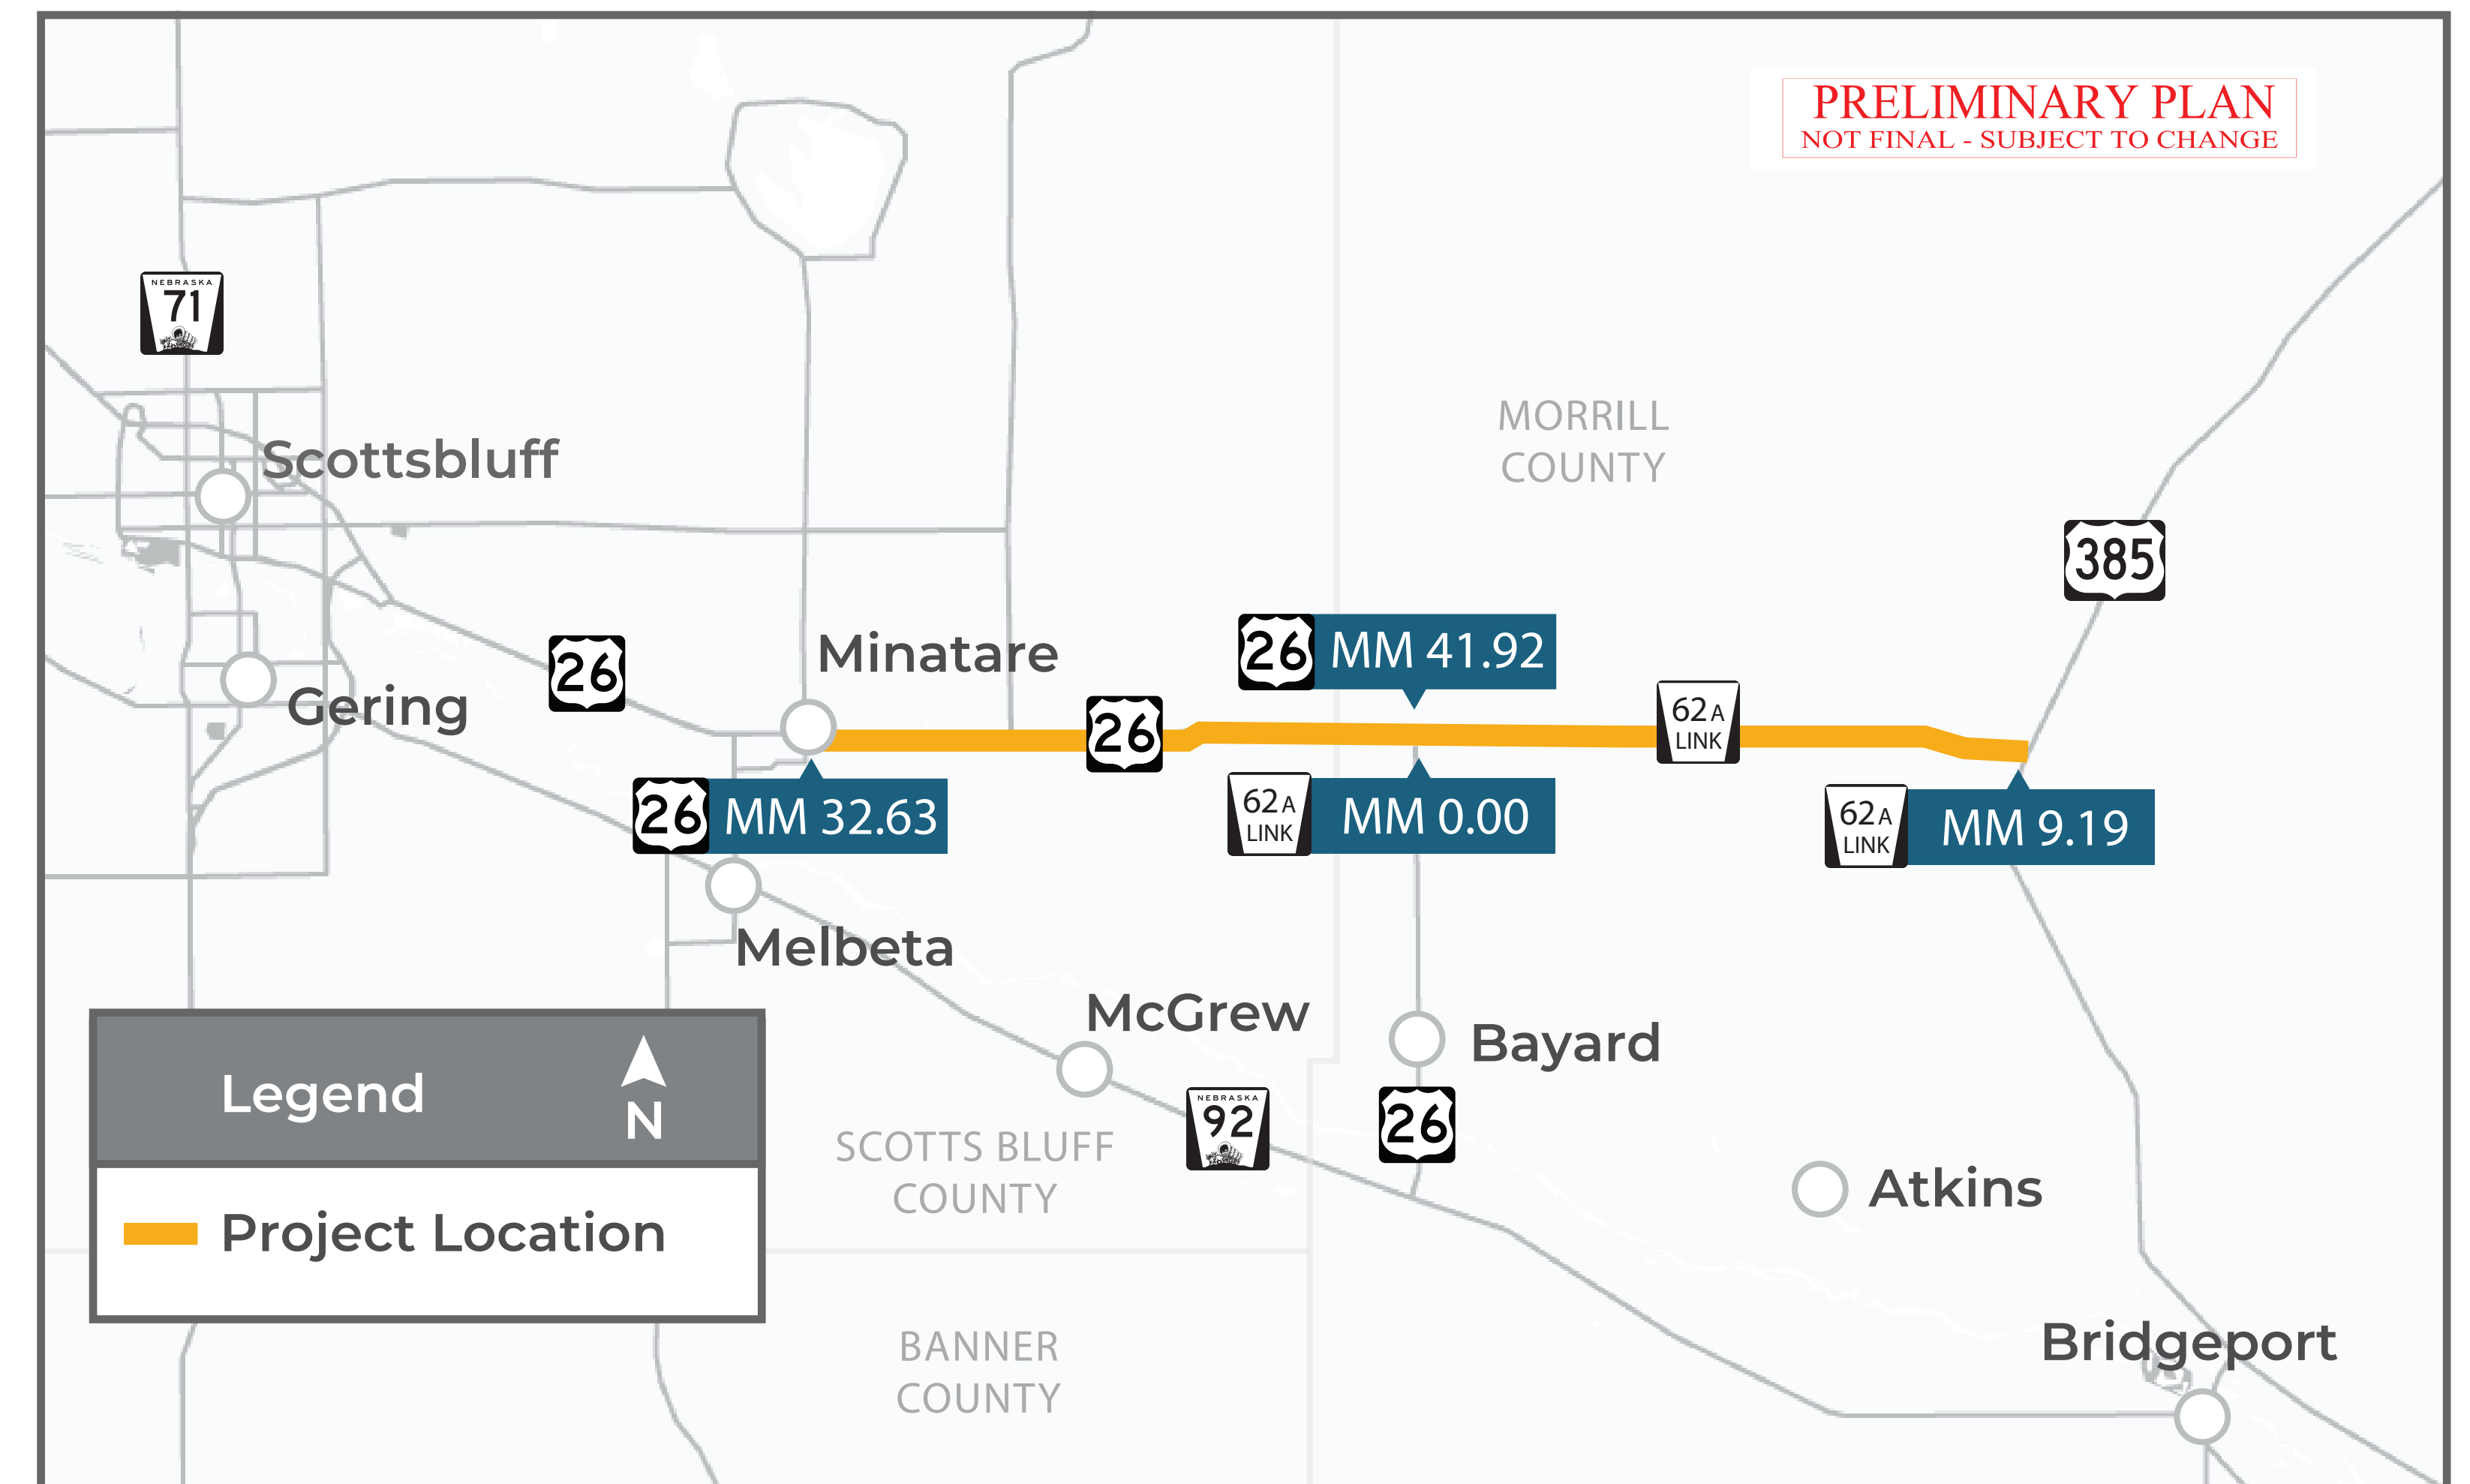 PRELIMINARY PLAN
NOT FINAL - SUBJECT TO CHANGE
NEBRASKA
71
MORRILL
COUNTY
Scottsbluff
385
Minatare
26
MM 41.92
26
Gering
26
62A
LINK
26
MM 32.63
62A
LINK
MM 0.00
62A
LINK
MM 9.19
Melbeta
McGrew
Bayard
Legend
N
NEBRASKA
92
26
SCOTTS BLUFF
COUNTY
Atkins
Project Location
BANNER
COUNTY
Bridgeport